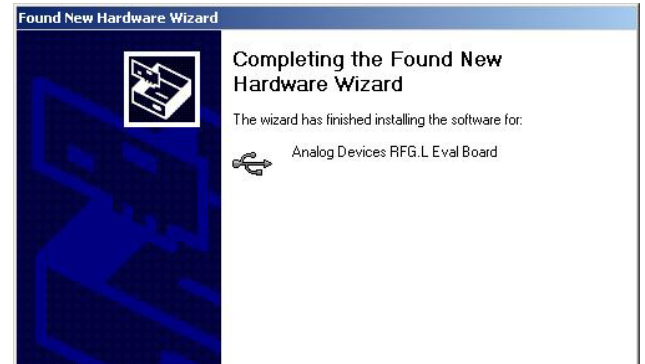 Found New Hardware Wizard
Completing the Found New
Hardware Wizard
The wizard has finished installing the software for:
Analog Devices RFG.L Eval Board